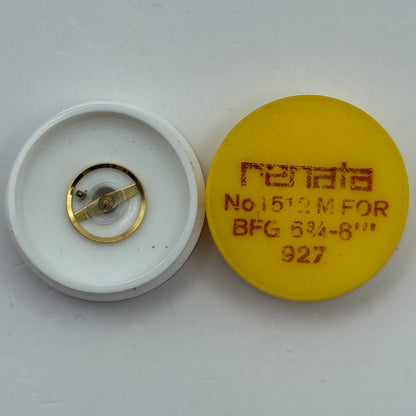 renata
No 1512 M FOR
BFG 6¾-8'''
927